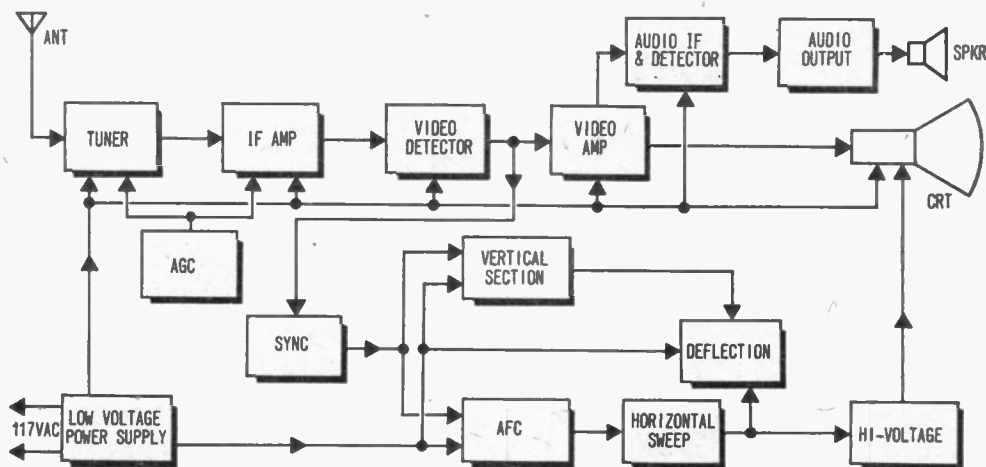 ANT
AUDIO IF
& DETECTOR
AUDIO
OUTPUT
SPKR
TUNER
IF AMP
VIDEO
DETECTOR
VIDEO
AMP
CRT
AGC
VERTICAL
SECTION
SYNC
DEFLECTION
117VAC
LOW VOLTAGE
POWER SUPPLY
AFC
HORIZONTAL
SWEEP
HI-VOLTAGE